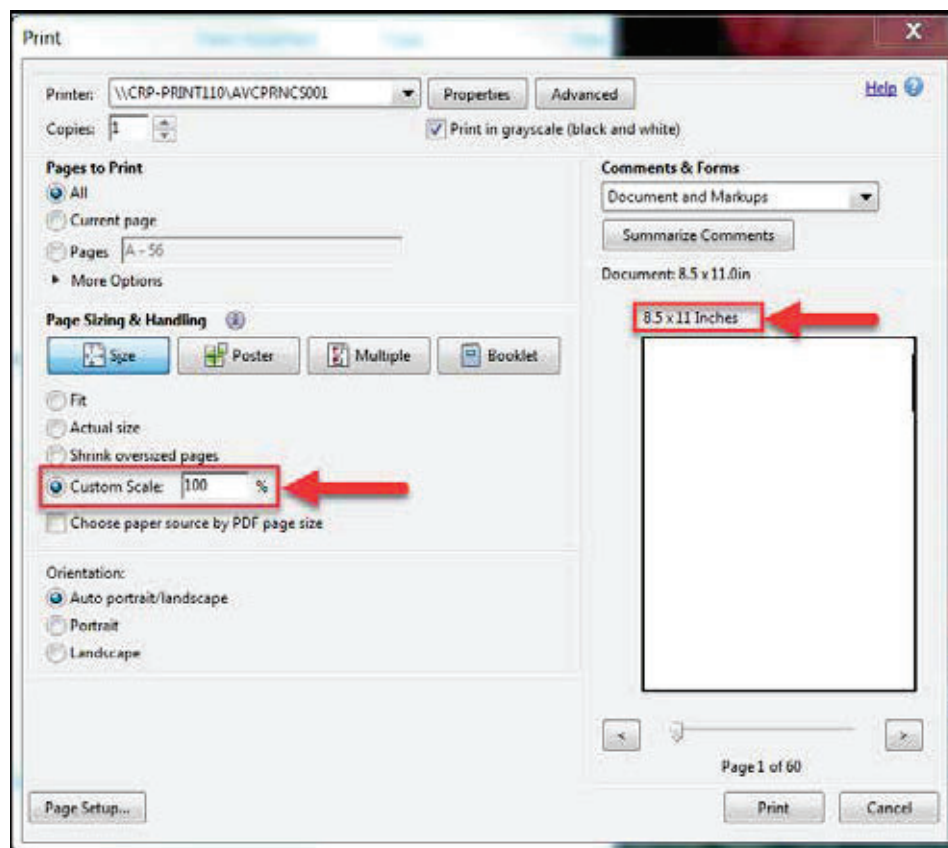 Print
X
Printer: \\CRP-PRINT110\AVCPRNCS001 Properties Advanced Help
Copies: 1 Print in grayscale (black and white)
Pages to Print
All
Current page
Pages A - 56
More Options
Page Sizing & Handling
Size Poster Multiple Booklet
Fit
Actual size
Shrink oversized pages
Custom Scale: 100 %
Choose paper source by PDF page size
Orientation:
Auto portrait/landscape
Portrait
Landscape
Comments & Forms
Document and Markups
Summarize Comments
Document: 8.5 x 11.0in
8.5 x 11 Inches
< >
Page 1 of 60
Page Setup... Print Cancel